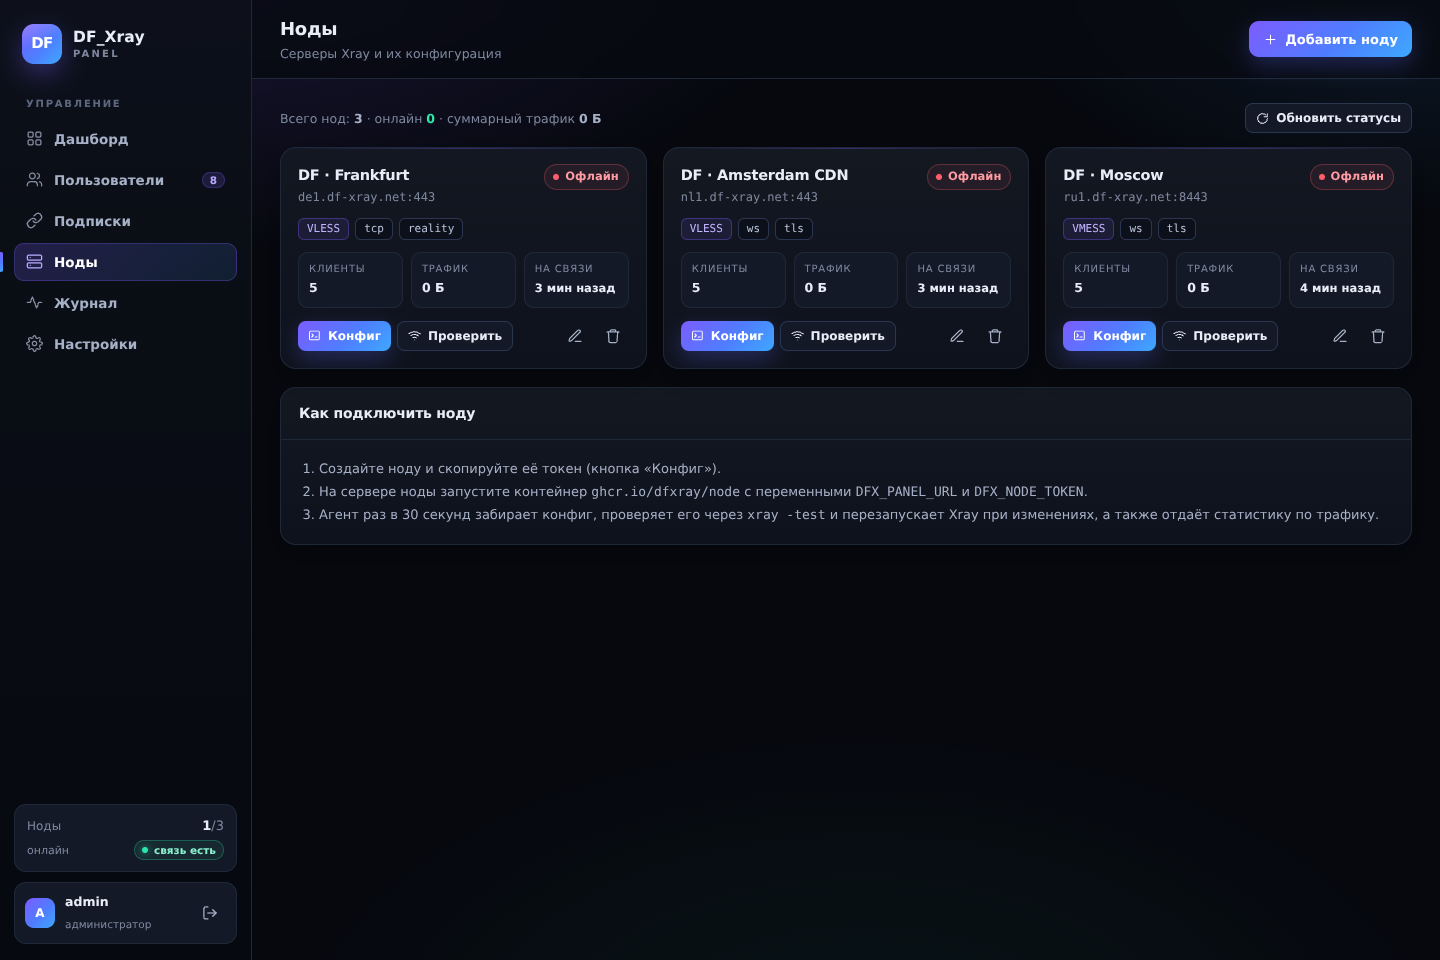 DF
DF_Xray
PANEL
УПРАВЛЕНИЕ
Дашборд
Пользователи 8
Подписки
Ноды
Журнал
Настройки
Ноды 1/3
онлайн связь есть
A
admin
администратор
Ноды
Серверы Xray и их конфигурация
Добавить ноду
Всего нод: 3 · онлайн 0 · суммарный трафик 0 Б
Обновить статусы
DF · Frankfurt Офлайн
de1.df-xray.net:443
VLESS tcp reality
КЛИЕНТЫ ТРАФИК НА СВЯЗИ
5 0 Б 3 мин назад
Конфиг Проверить
DF · Amsterdam CDN Офлайн
nl1.df-xray.net:443
VLESS ws tls
КЛИЕНТЫ ТРАФИК НА СВЯЗИ
5 0 Б 3 мин назад
Конфиг Проверить
DF · Moscow Офлайн
ru1.df-xray.net:8443
VMESS ws tls
КЛИЕНТЫ ТРАФИК НА СВЯЗИ
5 0 Б 4 мин назад
Конфиг Проверить
Как подключить ноду
1. Создайте ноду и скопируйте её токен (кнопка «Конфиг»).
2. На сервере ноды запустите контейнер ghcr.io/dfxray/node с переменными DFX_PANEL_URL и DFX_NODE_TOKEN.
3. Агент раз в 30 секунд забирает конфиг, проверяет его через xray -test и перезапускает Xray при изменениях, а также отдаёт статистику по трафику.